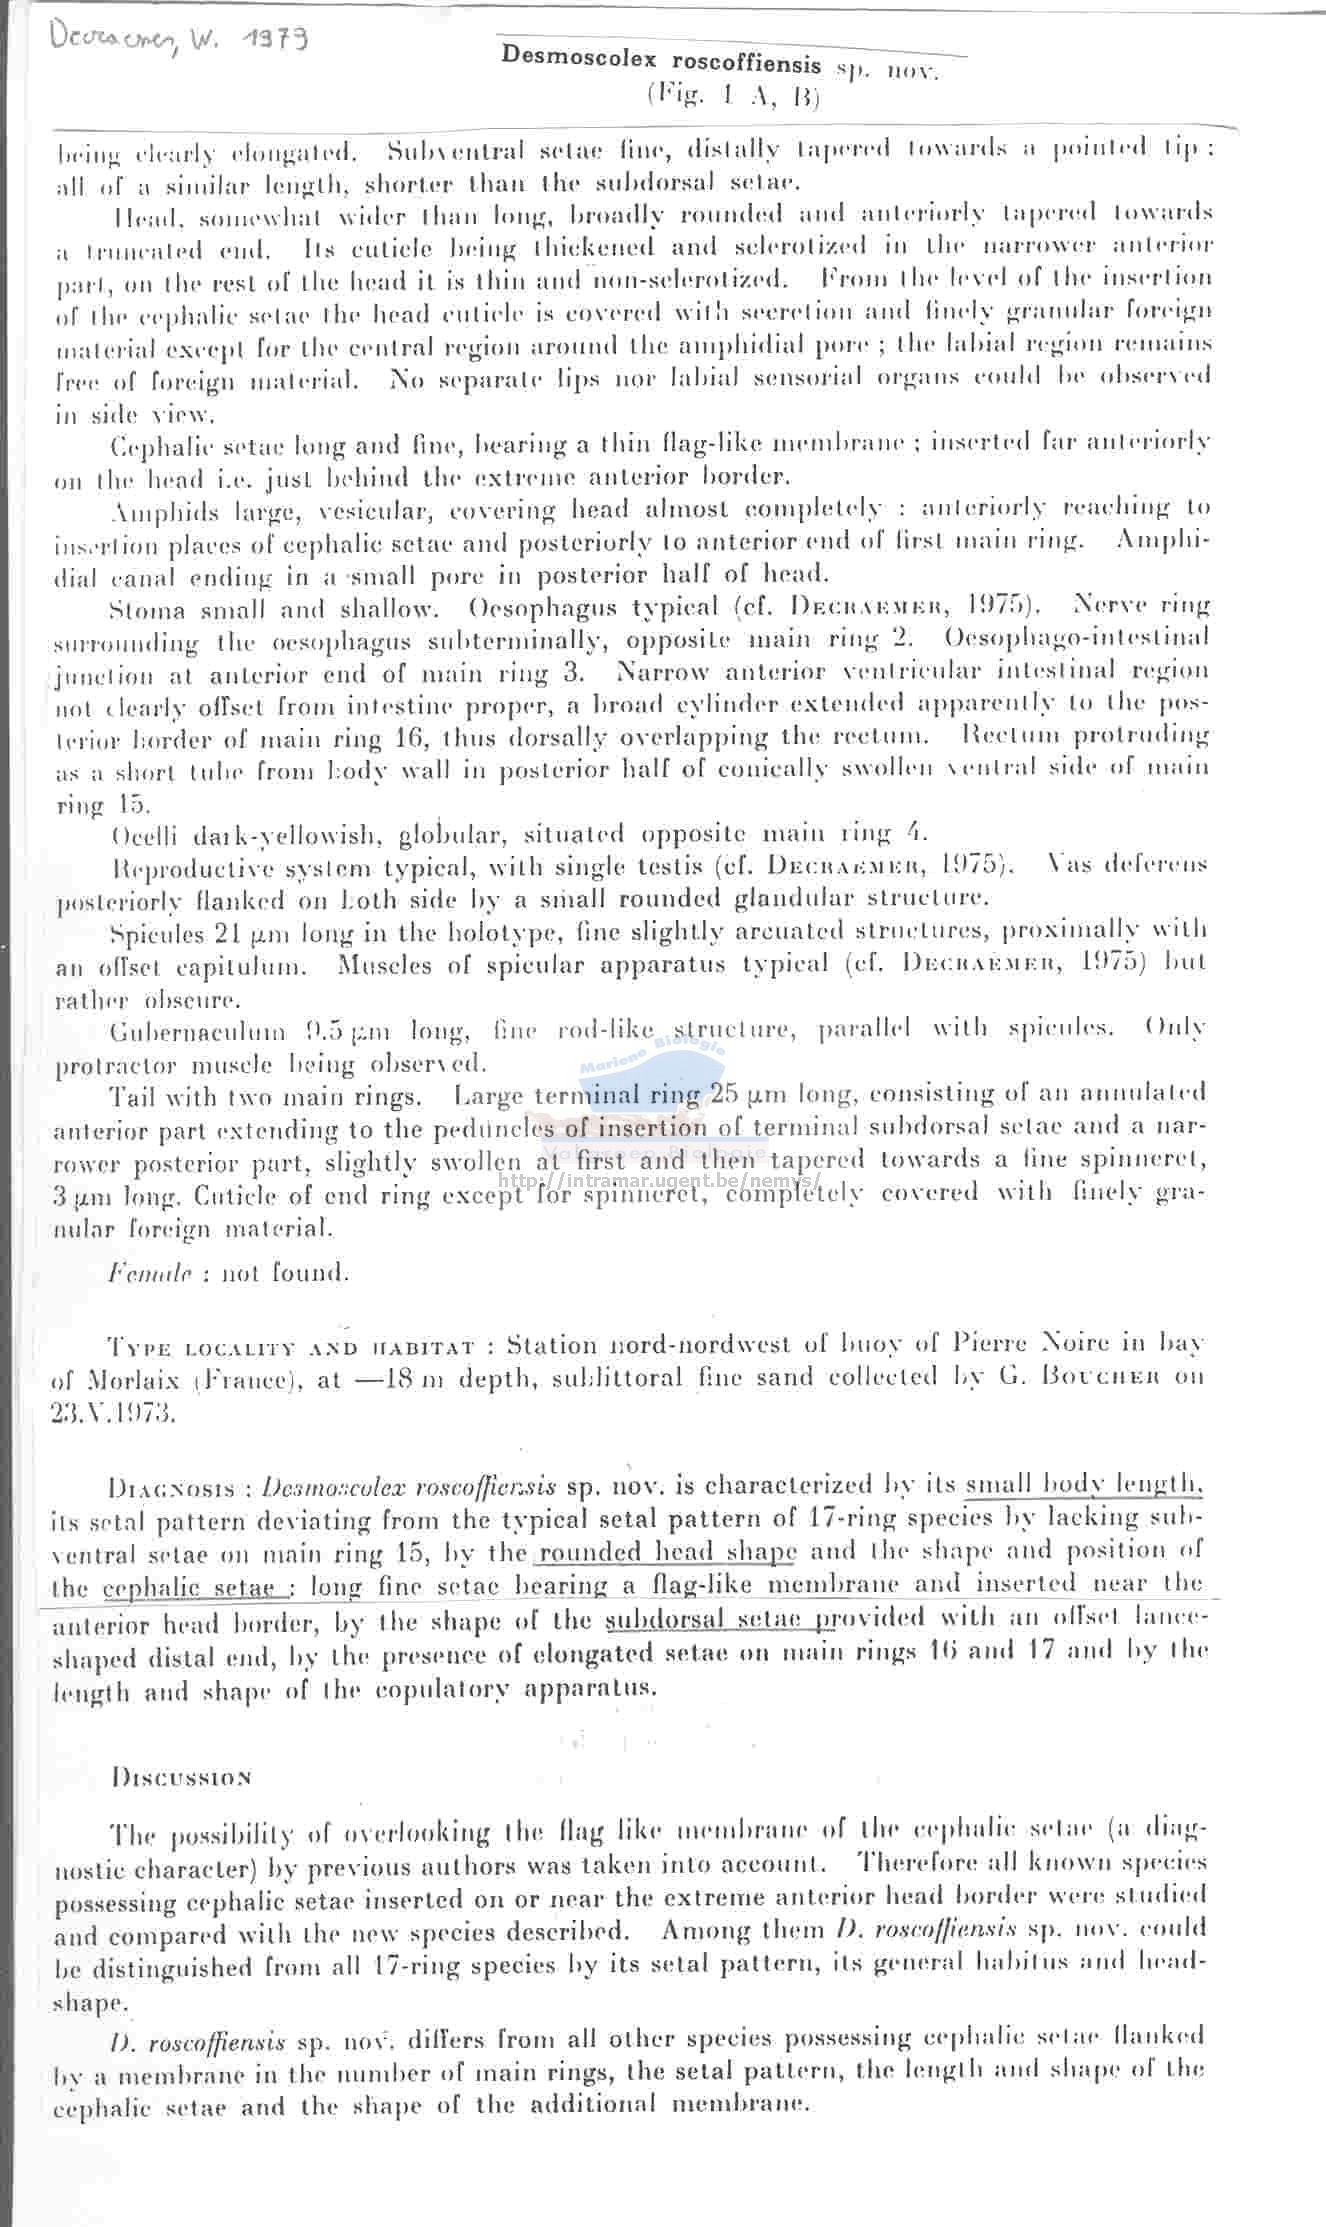 Decraemer, W. 1979
Desmoscolex roscoffiensis sp. nov.
(Fig. 1 A, B)
being clearly elongated. Subventral setae fine, distally tapered towards a pointed tip ;
all of a similar length, shorter than the subdorsal setae.
Head, somewhat wider than long, broadly rounded and anteriorly tapered towards
a truncated end. Its cuticle being thickened and sclerotized in the narrower anterior
part, on the rest of the head it is thin and non-sclerotized. From the level of the insertion
of the cephalic setae the head cuticle is covered with secretion and finely granular foreign
material except for the central region around the amphidial pore ; the labial region remains
free of foreign material. No separate lips nor labial sensorial organs could be observed
in side view.
Cephalic setae long and fine, bearing a thin flag-like membrane ; inserted far anteriorly
on the head i.e. just behind the extreme anterior border.
Amphids large, vesicular, covering head almost completely : anteriorly reaching to
insertion places of cephalic setae and posteriorly to anterior end of first main ring. Amphi-
dial canal ending in a small pore in posterior half of head.
Stoma small and shallow. Oesophagus typical (cf. DECRAEMER, 1975). Nerve ring
surrounding the oesophagus subterminally, opposite main ring 2. Oesophago-intestinal
junction at anterior end of main ring 3. Narrow anterior ventricular intestinal region
not clearly offset from intestine proper, a broad cylinder extended apparently to the pos-
terior border of main ring 16, thus dorsally overlapping the rectum. Rectum protruding
as a short tube from body wall in posterior half of conically swollen ventral side of main
ring 15.
Ocelli dark-yellowish, globular, situated opposite main ring 4.
Reproductive system typical, with single testis (cf. DECRAEMER, 1975). Vas deferens
posteriorly flanked on both side by a small rounded glandular structure.
Spicules 21 µm long in the holotype, fine slightly arcuated structures, proximally with
an offset capitulum. Muscles of spicular apparatus typical (cf. DECRAEMER, 1975) but
rather obscure.
Gubernaculum 9.5 µm long, fine rod-like structure, parallel with spicules. Only
protractor muscle being observed.
Tail with two main rings. Large terminal ring 25 µm long, consisting of an annulated
anterior part extending to the peduncles of insertion of terminal subdorsal setae and a nar-
rower posterior part, slightly swollen at first and then tapered towards a fine spinneret,
3 µm long. Cuticle of end ring except for spinneret, completely covered with finely gra-
nular foreign material.
Mariene Biologie
http://intramar.ugent.be/nemys/
Female : not found.
TYPE LOCALITY AND HABITAT : Station nord-nordwest of buoy of Pierre Noire in bay
of Morlaix (France), at —18 m depth, sublittoral fine sand collected by G. BOUCHER on
23.V.1973.
DIAGNOSIS : Desmoscolex roscoffiensis sp. nov. is characterized by its small body length,
its setal pattern deviating from the typical setal pattern of 17-ring species by lacking sub-
ventral setae on main ring 15, by the rounded head shape and the shape and position of
the cephalic setae : long fine setae bearing a flag-like membrane and inserted near the
anterior head border, by the shape of the subdorsal setae provided with an offset lance-
shaped distal end, by the presence of elongated setae on main rings 16 and 17 and by the
length and shape of the copulatory apparatus.
DISCUSSION
The possibility of overlooking the flag like membrane of the cephalic setae (a diag-
nostic character) by previous authors was taken into account. Therefore all known species
possessing cephalic setae inserted on or near the extreme anterior head border were studied
and compared with the new species described. Among them D. roscoffiensis sp. nov. could
be distinguished from all 17-ring species by its setal pattern, its general habitus and head-
shape.
D. roscoffiensis sp. nov. differs from all other species possessing cephalic setae flanked
by a membrane in the number of main rings, the setal pattern, the length and shape of the
cephalic setae and the shape of the additional membrane.